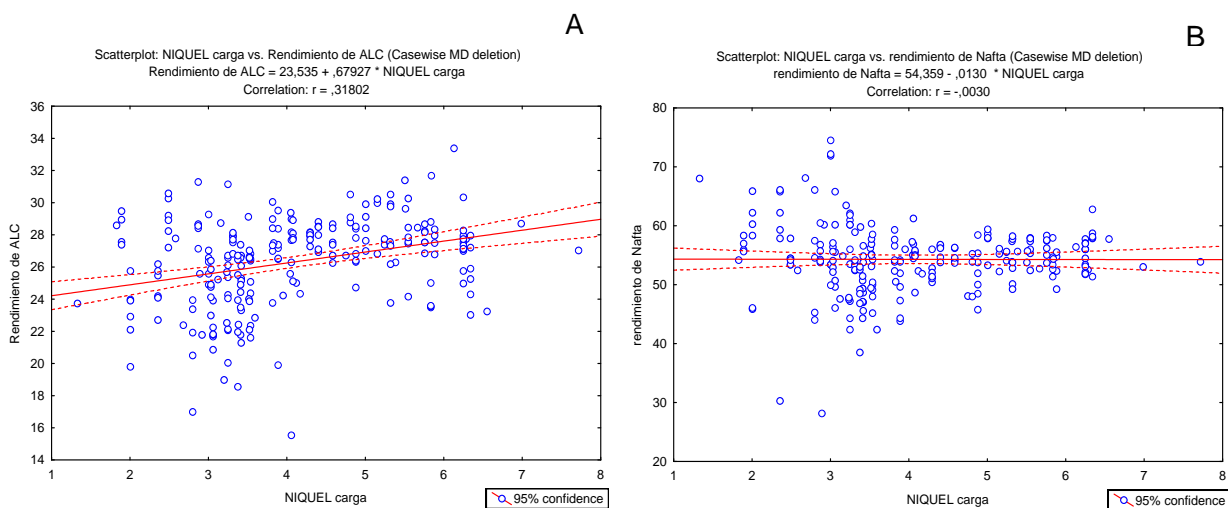 A
Scatterplot: NIQUEL carga vs. Rendimiento de ALC (Casewise MD deletion)
Rendimiento de ALC = 23,535 + ,67927 * NIQUEL carga
Correlation: r = ,31802
36
34
32
30
28
26
24
22
20
18
16
14
Rendimiento de ALC
1 2 3 4 5 6 7 8
NIQUEL carga
95% confidence
B
Scatterplot: NIQUEL carga vs. rendimiento de Nafta (Casewise MD deletion)
rendimiento de Nafta = 54,359 - ,0130 * NIQUEL carga
Correlation: r = -,0030
80
70
60
50
40
30
20
rendimiento de Nafta
1 2 3 4 5 6 7 8
NIQUEL carga
95% confidence